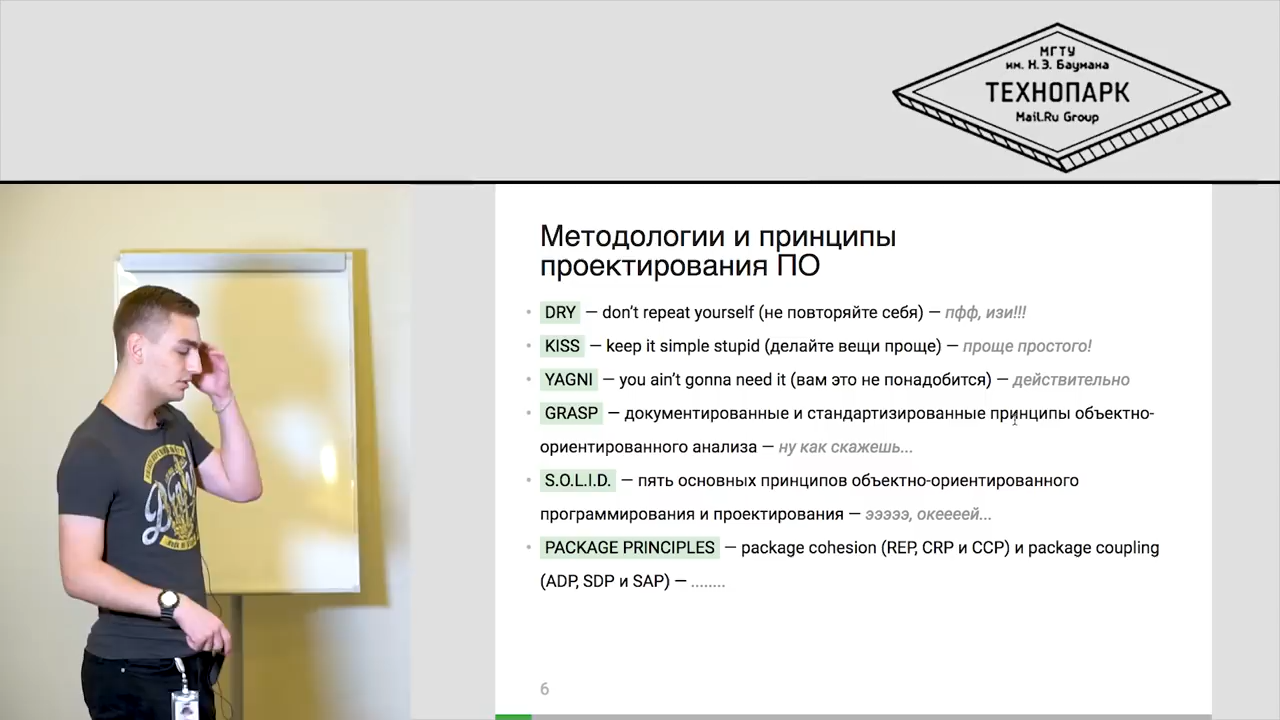 МГТУ
им. Н.Э. Баумана
ТЕХНОПАРК
Mail.Ru Group
Методологии и принципы
проектирования ПО
• DRY — don’t repeat yourself (не повторяйте себя) — пфф, изи!!!
• KISS — keep it simple stupid (делайте вещи проще) — проще простого!
• YAGNI — you ain’t gonna need it (вам это не понадобится) — действительно
• GRASP — документированные и стандартизированные принципы объектно-
ориентированного анализа — ну как скажешь...
• S.O.L.I.D. — пять основных принципов объектно-ориентированного
программирования и проектирования — эээээ, океееей...
• PACKAGE PRINCIPLES — package cohesion (REP, CRP и CCP) и package coupling
(ADP, SDP и SAP) — ........
6